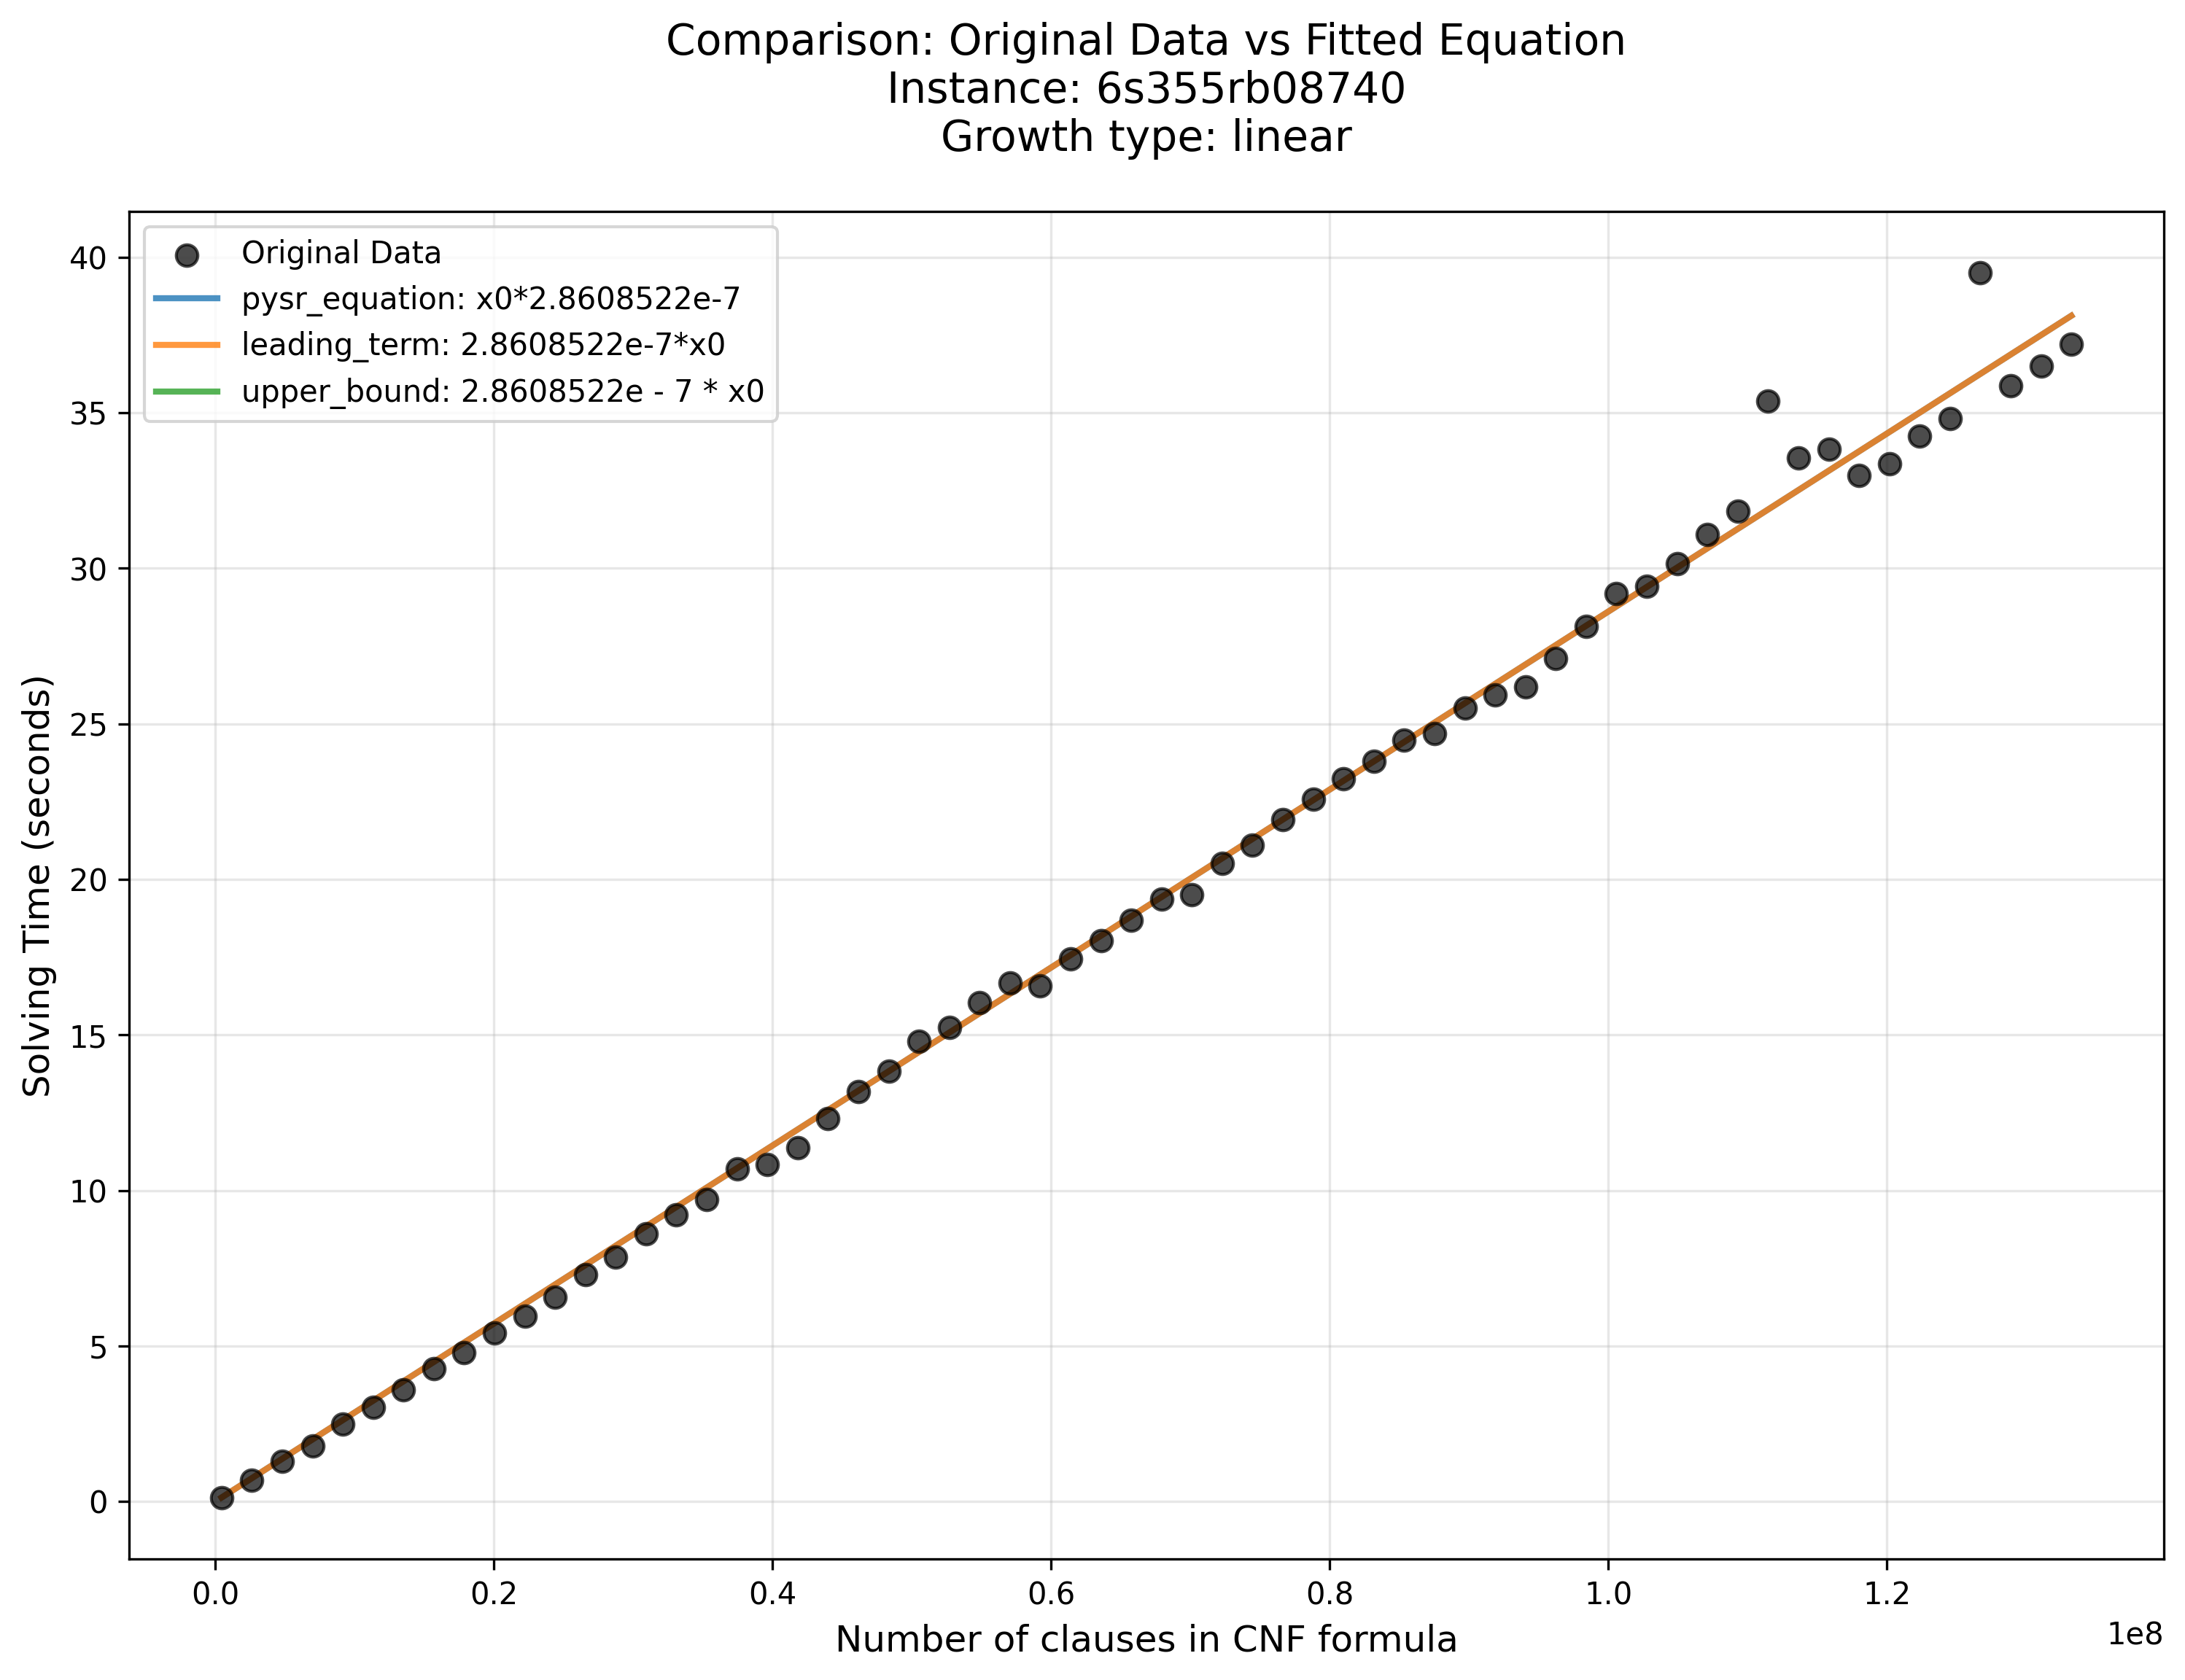 Comparison: Original Data vs Fitted Equation
Instance: 6s355rb08740
Growth type: linear
Original Data
pysr_equation: x0*2.8608522e-7
leading_term: 2.8608522e-7*x0
upper_bound: 2.8608522e - 7 * x0
40
35
30
25
20
15
10
5
0
Solving Time (seconds)
0.0 0.2 0.4 0.6 0.8 1.0 1.2
1e8
Number of clauses in CNF formula